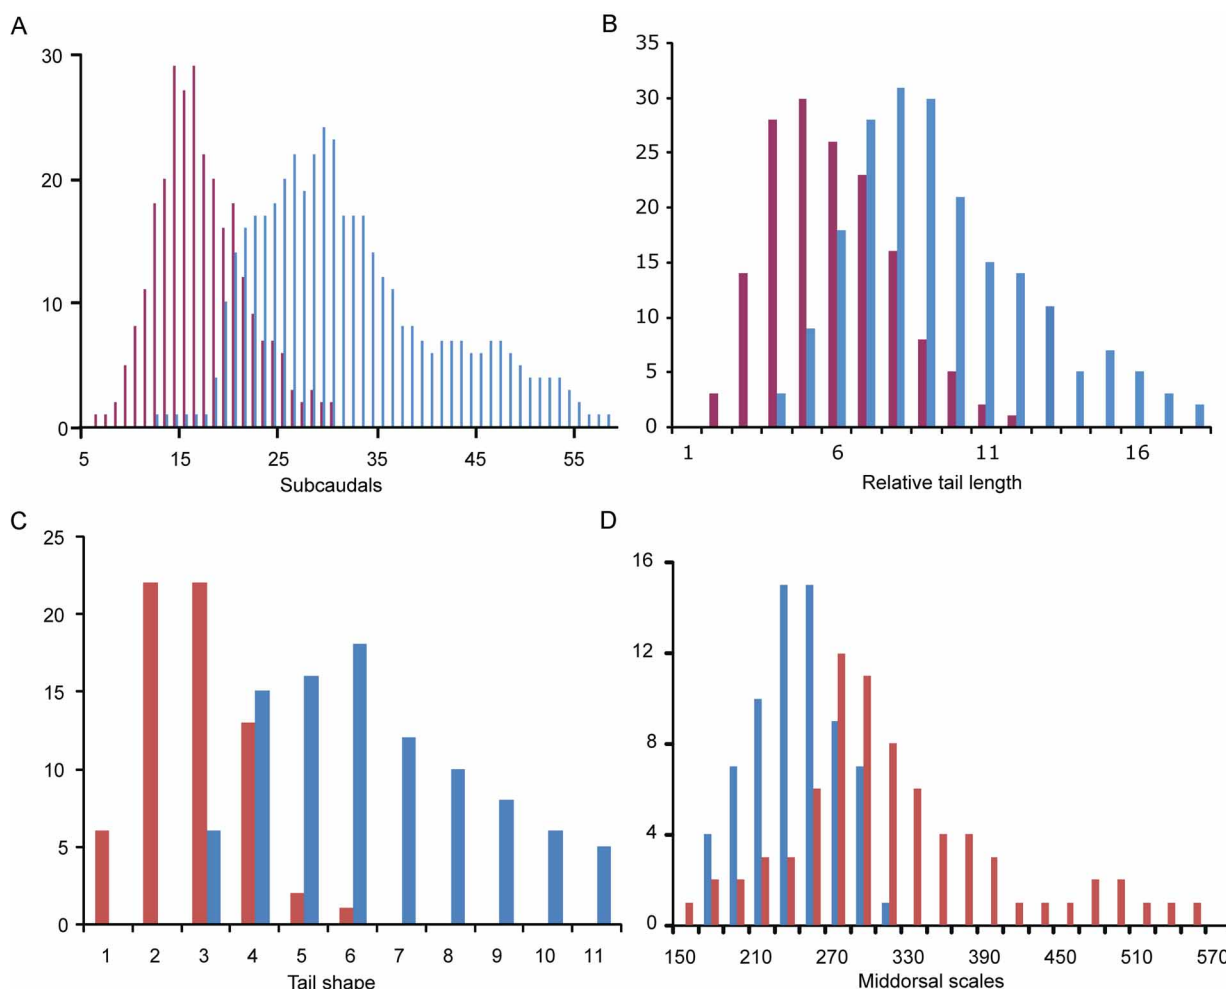 A
30
20
10
0
5 15 25 35 45 55
Subcaudals
B
35
30
25
20
15
10
5
0
1 6 11 16
Relative tail length
C
25
20
15
10
5
0
1 2 3 4 5 6 7 8 9 10 11
Tail shape
D
16
12
8
4
0
150 210 270 330 390 450 510 570
Middorsal scales